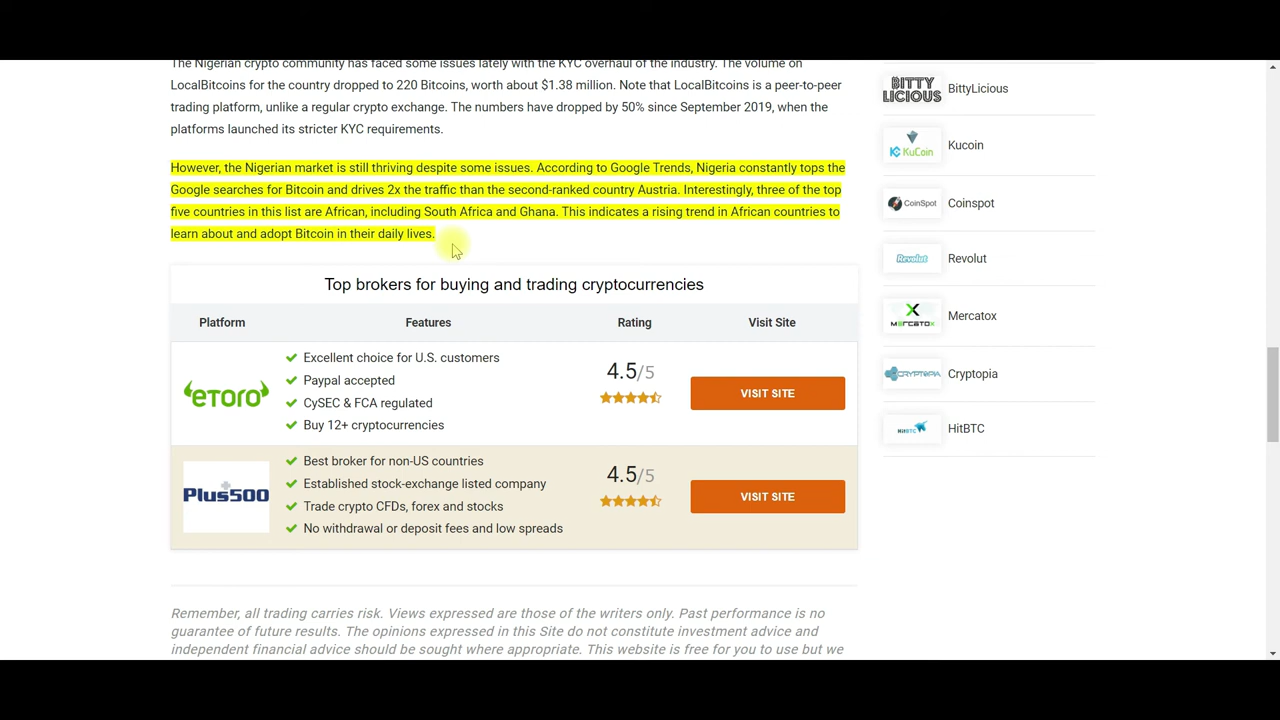 The Nigerian crypto community has faced some issues lately with the KYC overhaul of the industry. The volume on
LocalBitcoins for the country dropped to 220 Bitcoins, worth about $1.38 million. Note that LocalBitcoins is a peer-to-peer
trading platform, unlike a regular crypto exchange. The numbers have dropped by 50% since September 2019, when the
platforms launched its stricter KYC requirements.
However, the Nigerian market is still thriving despite some issues. According to Google Trends, Nigeria constantly tops the
Google searches for Bitcoin and drives 2x the traffic than the second-ranked country Austria. Interestingly, three of the top
five countries in this list are African, including South Africa and Ghana. This indicates a rising trend in African countries to
learn about and adopt Bitcoin in their daily lives.
Top brokers for buying and trading cryptocurrencies
Platform Features Rating Visit Site
eToro
Excellent choice for U.S. customers
Paypal accepted
CySEC & FCA regulated
Buy 12+ cryptocurrencies
4.5/5
VISIT SITE
Plus500
Best broker for non-US countries
Established stock-exchange listed company
Trade crypto CFDs, forex and stocks
No withdrawal or deposit fees and low spreads
4.5/5
VISIT SITE
Remember, all trading carries risk. Views expressed are those of the writers only. Past performance is no
guarantee of future results. The opinions expressed in this Site do not constitute investment advice and
independent financial advice should be sought where appropriate. This website is free for you to use but we
BITTY
LICIOUS
BittyLicious
KuCoin
Kucoin
CoinSpot
Coinspot
Revolut
Revolut
MERCATOX
Mercatox
CRYPTOPIA
Cryptopia
HitBTC
HitBTC